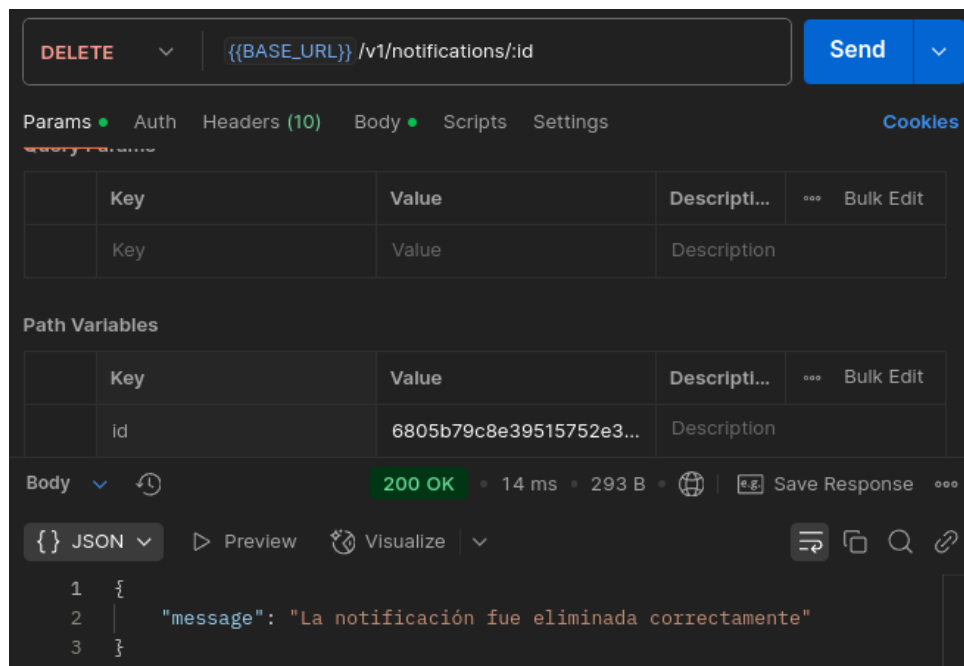 DELETE {{BASE_URL}} /v1/notifications/:id Send
Params Auth Headers (10) Body Scripts Settings Cookies
Query Params
Key Value Descripti... Bulk Edit
Key Value Description
Path Variables
Key Value Descripti... Bulk Edit
id 6805b79c8e39515752e3... Description
Body 200 OK 14 ms 293 B e.g. Save Response
{} JSON Preview Visualize
1 {
2 "message": "La notificación fue eliminada correctamente"
3 }